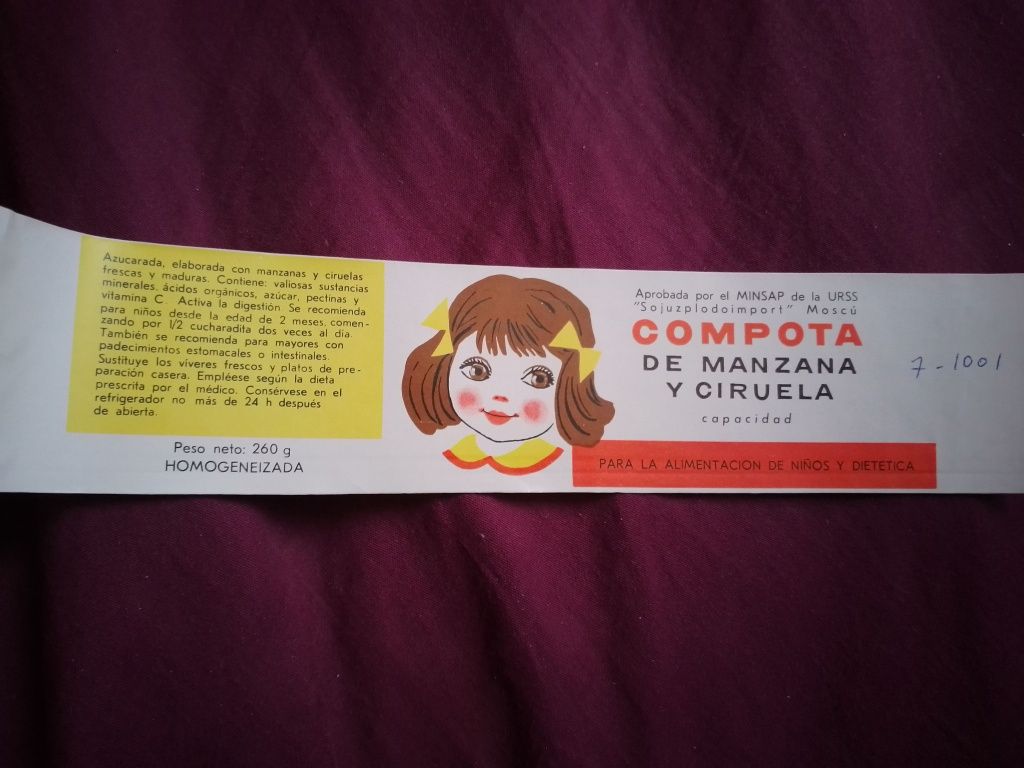 Azucarada, elaborada con manzanas y ciruelas
frescas y maduras. Contiene: valiosas sustancias
minerales, ácidos orgánicos, azúcar, pectinas y
vitamina C. Activa la digestión. Se recomienda
para niños desde la edad de 2 meses, comen-
zando por 1/2 cucharadita dos veces al día.
También se recomienda para mayores con
padecimientos estomacales o intestinales.
Sustituye los víveres frescos y platos de pre-
paración casera. Empléese según la dieta
prescrita por el médico. Consérvese en el
refrigerador no más de 24 h después
de abierta.
Peso neto: 260 g
HOMOGENEIZADA
Aprobada por el MINSAP de la URSS
"Sojuzplodoimport" Moscú
COMPOTA
DE MANZANA
Y CIRUELA
capacidad
PARA LA ALIMENTACION DE NIÑOS Y DIETETICA
7-1001